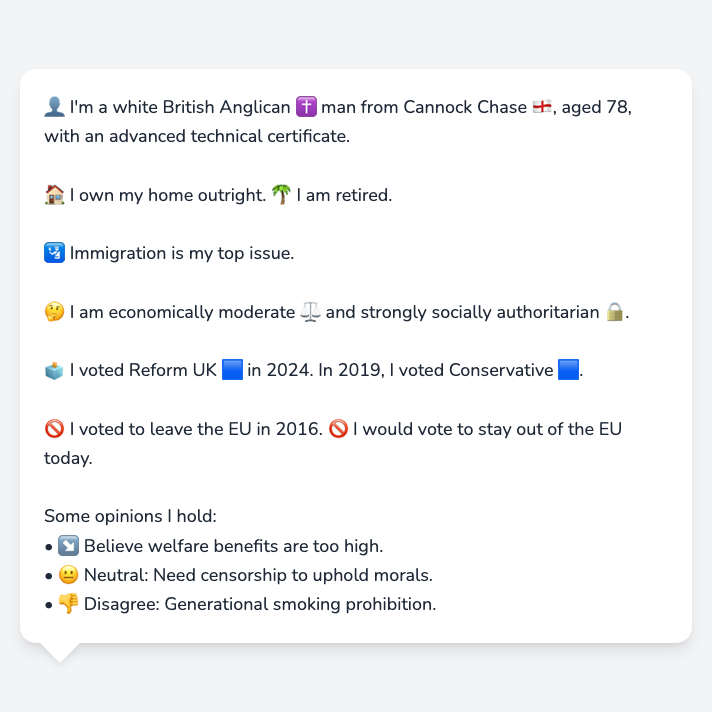 👤 I'm a white British Anglican ✝️ man from Cannock Chase 🏴󠁧󠁢󠁥󠁮󠁧󠁿, aged 78,
with an advanced technical certificate.
🏠 I own my home outright. 🌴 I am retired.
🛂 Immigration is my top issue.
🤔 I am economically moderate ⚖️ and strongly socially authoritarian 🔒.
🗳️ I voted Reform UK 🟦 in 2024. In 2019, I voted Conservative 🟦.
🚫 I voted to leave the EU in 2016. 🚫 I would vote to stay out of the EU
today.
Some opinions I hold:
• ↘️ Believe welfare benefits are too high.
• 😐 Neutral: Need censorship to uphold morals.
• 👎 Disagree: Generational smoking prohibition.